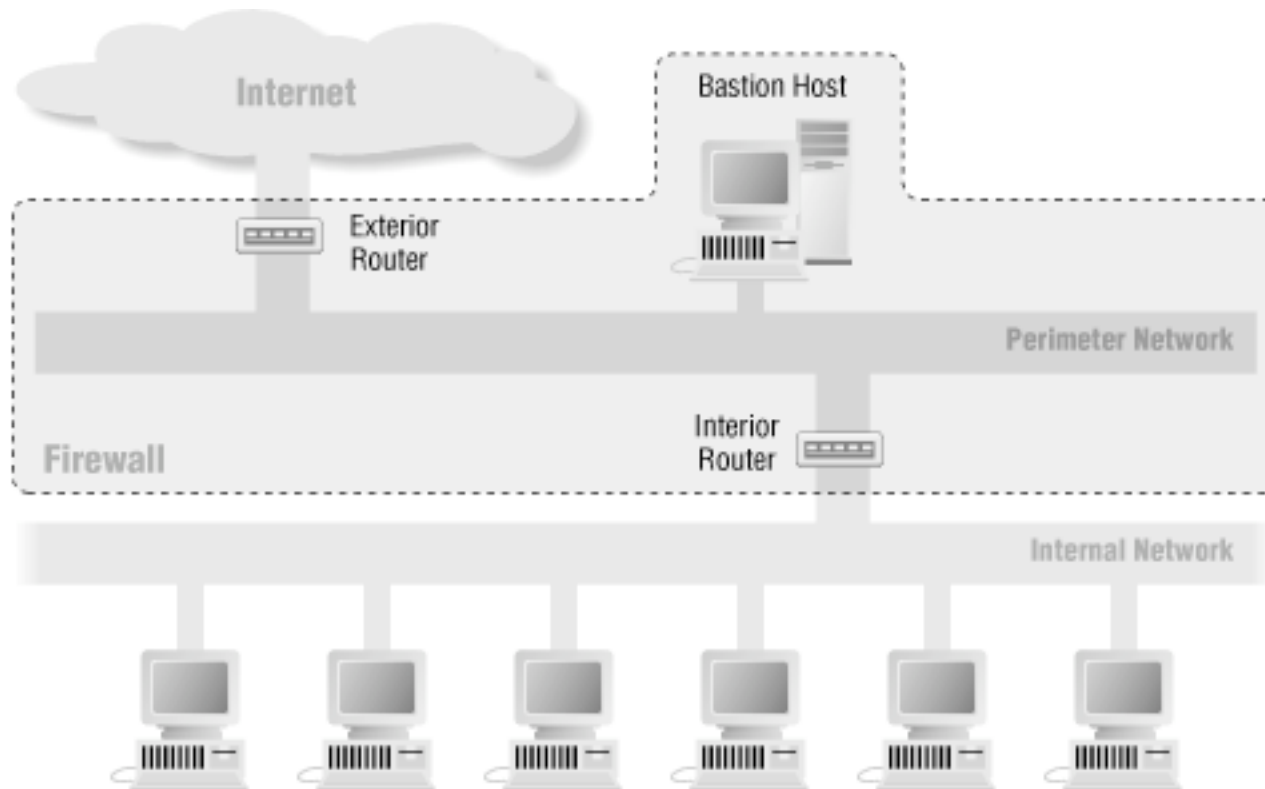 Internet
Bastion Host
Exterior
Router
Perimeter Network
Interior
Router
Firewall
Internal Network